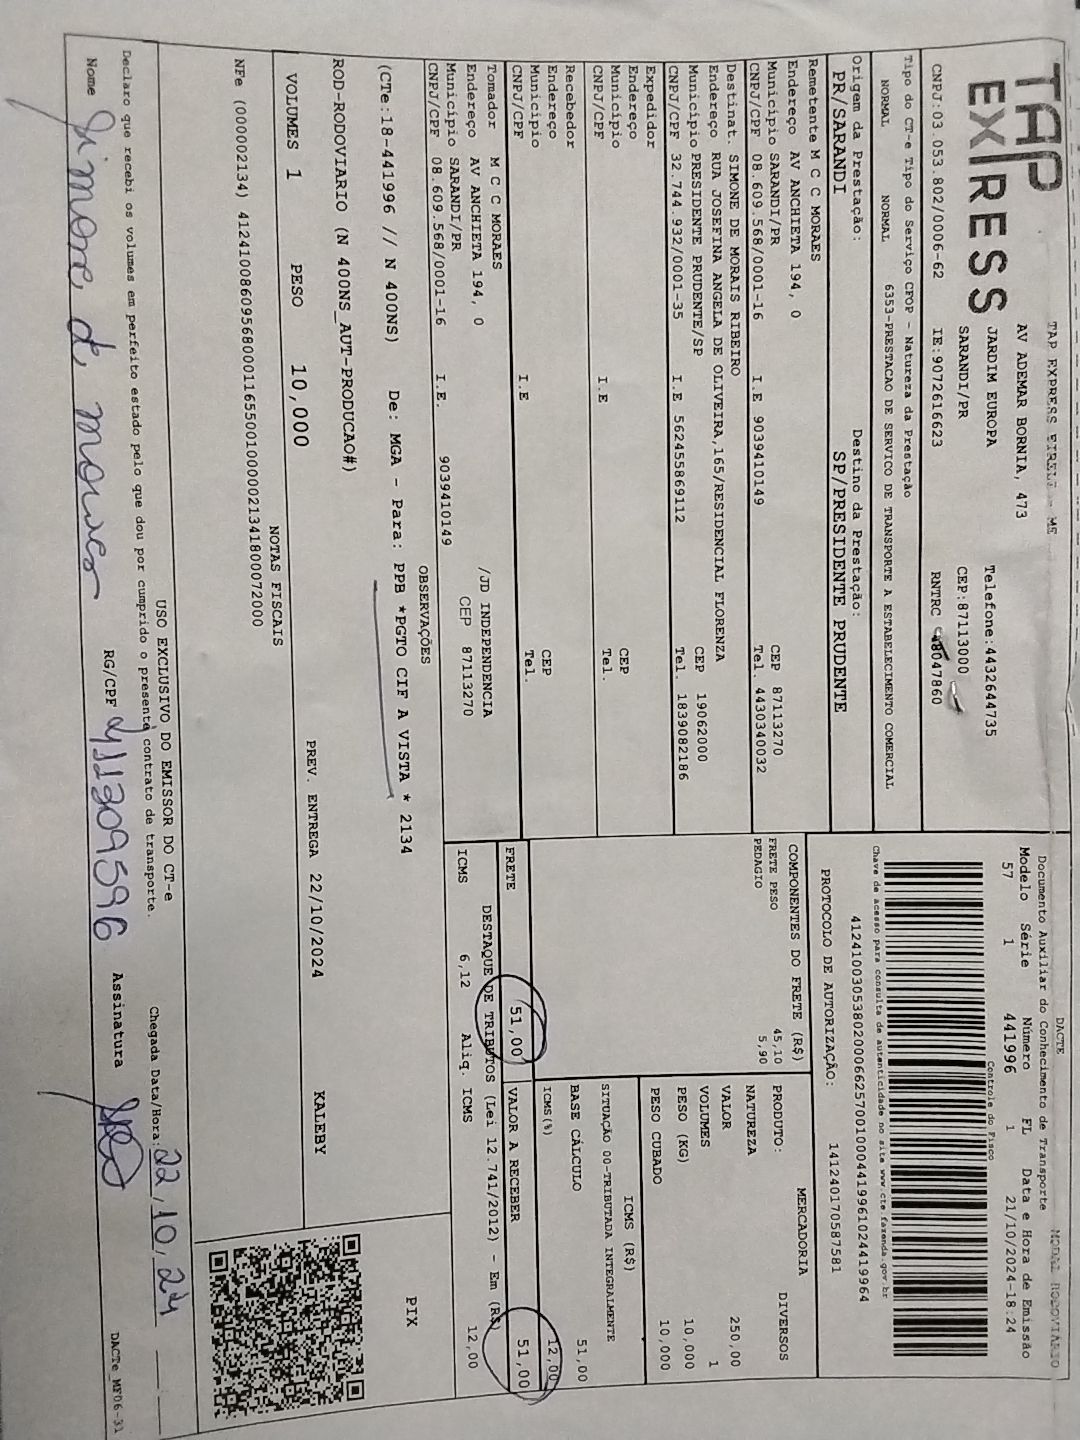 TAP
EXPRESS
TAP EXPRESS EIRELI - ME
AV ADEMAR BORNIA, 473
JARDIM EUROPA
SARANDI/PR
Telefone:4432644735
CEP:87113000
CNPJ:03.053.802/0006-62 IE:9072616623 RNTRC 48047860
DACTE
Documento Auxiliar do Conhecimento de Transporte
MODAL RODOVIÁRIO
Modelo Série Número FL Data e Hora de Emissão
57 1 441996 1 21/10/2024-18:24
Controle do Fisco
Chave de acesso para consulta de autenticidade no site www.cte.fazenda.gov.br
41241003053802000662570010004419961024419964
PROTOCOLO DE AUTORIZAÇÃO: 141240170587581
Tipo do CT-e Tipo do Serviço CFOP - Natureza da Prestação
NORMAL NORMAL 6353-PRESTACAO DE SERVICO DE TRANSPORTE A ESTABELECIMENTO COMERCIAL
Origem da Prestação: Destino da Prestação:
PR/SARANDI SP/PRESIDENTE PRUDENTE
Remetente M C C MORAES
Endereço AV ANCHIETA 194, 0
Município SARANDI/PR CEP 87113270
CNPJ/CPF 08.609.568/0001-16 I.E 9039410149 Tel. 4430340032
Destinat. SIMONE DE MORAIS RIBEIRO
Endereço RUA JOSEFINA ANGELA DE OLIVEIRA,165/RESIDENCIAL FLORENZA
Município PRESIDENTE PRUDENTE/SP CEP 19062000
CNPJ/CPF 32.744.932/0001-35 I.E 562455869112 Tel. 1839082186
Expedidor
Endereço
Município CEP
CNPJ/CPF I.E Tel.
Recebedor
Endereço
Município CEP
CNPJ/CPF I.E Tel.
Tomador M C C MORAES
Endereço AV ANCHIETA 194, 0 /JD INDEPENDENCIA
Município SARANDI/PR CEP 87113270
CNPJ/CPF 08.609.568/0001-16 I.E. 9039410149
COMPONENTES DO FRETE (R$)
FRETE PESO 45,10
PEDAGIO 5,90
MERCADORIA
PRODUTO: DIVERSOS
NATUREZA
VALOR 250,00
VOLUMES 1
PESO (KG) 10,000
PESO CUBADO 10,000
ICMS (R$)
SITUAÇÃO 00-TRIBUTADA INTEGRALMENTE
BASE CÁLCULO 51,00
ICMS(%) 12,00
FRETE 51,00 VALOR A RECEBER 51,00
DESTAQUE DE TRIBUTOS (Lei 12.741/2012) - Em (R$)
ICMS 6,12 Aliq. ICMS 12,00
OBSERVAÇÕES
(CTe:18-441996 // N 400NS) De: MGA - Para: PPB *PGTO CIF A VISTA * 2134
ROD-RODOVIARIO (N 400NS_AUT-PRODUCAO#)
PIX
VOLUMES 1 PESO 10,000 PREV. ENTREGA 22/10/2024 KALEBY
NOTAS FISCAIS
NFe (000002134) 41241008609568000116550010000021341800072000
USO EXCLUSIVO DO EMISSOR DO CT-e
Declaro que recebi os volumes em perfeito estado pelo que dou por cumprido o presente contrato de transporte.
Chegada Data/Hora: 22/10/24
Nome Simone de moraes RG/CPF 411309596 Assinatura
DACTe_MF06-31